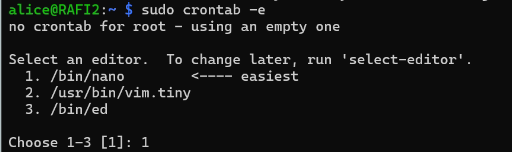 alice@RAFI2:~ $ sudo crontab -e
no crontab for root - using an empty one

Select an editor.  To change later, run 'select-editor'.
  1. /bin/nano        <---- easiest
  2. /usr/bin/vim.tiny
  3. /bin/ed

Choose 1-3 [1]: 1